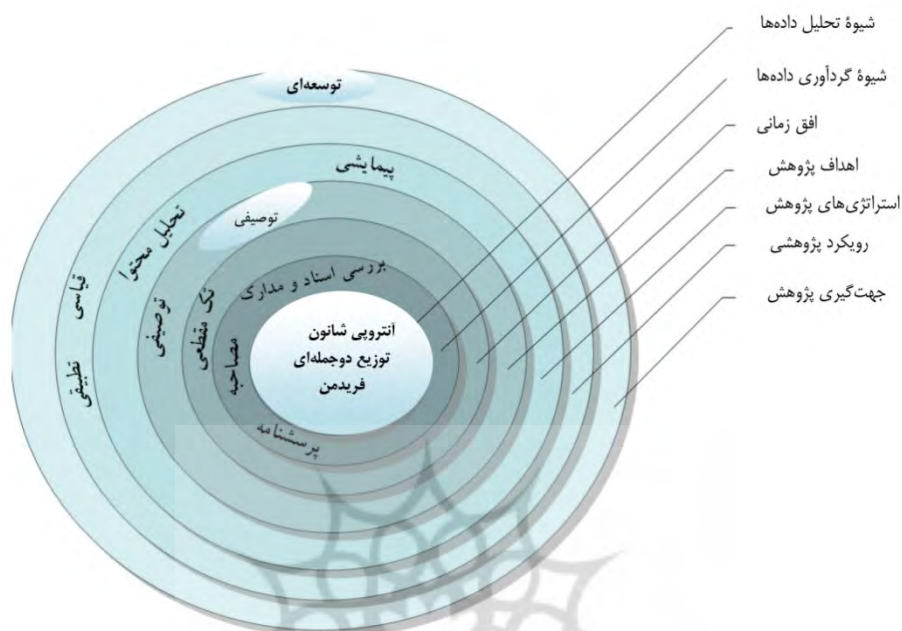 شیوهٔ تحلیل داده‌ها
شیوهٔ گردآوری داده‌ها
افق زمانی
اهداف پژوهش
استراتژی‌های پژوهش
رویکرد پژوهشی
جهت‌گیری پژوهش
توسعه‌ای
پیمایشی
توصیفی
تحلیل محتوا
قیاسی
تطبیقی
توصیفی
تک مقطعی
بررسی اسناد و مدارک
مصاحبه
پرسشنامه
آنتروپی شانون
توزیع دوجمله‌ای
فریدمن